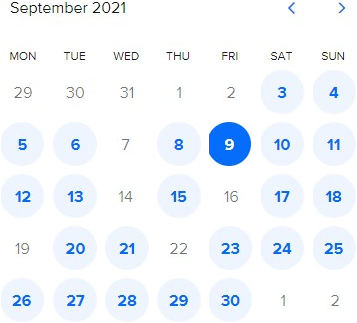 September 2021
MON TUE WED THU FRI SAT SUN
29 30 31 1 2 3 4
5 6 7 8 9 10 11
12 13 14 15 16 17 18
19 20 21 22 23 24 25
26 27 28 29 30 1 2